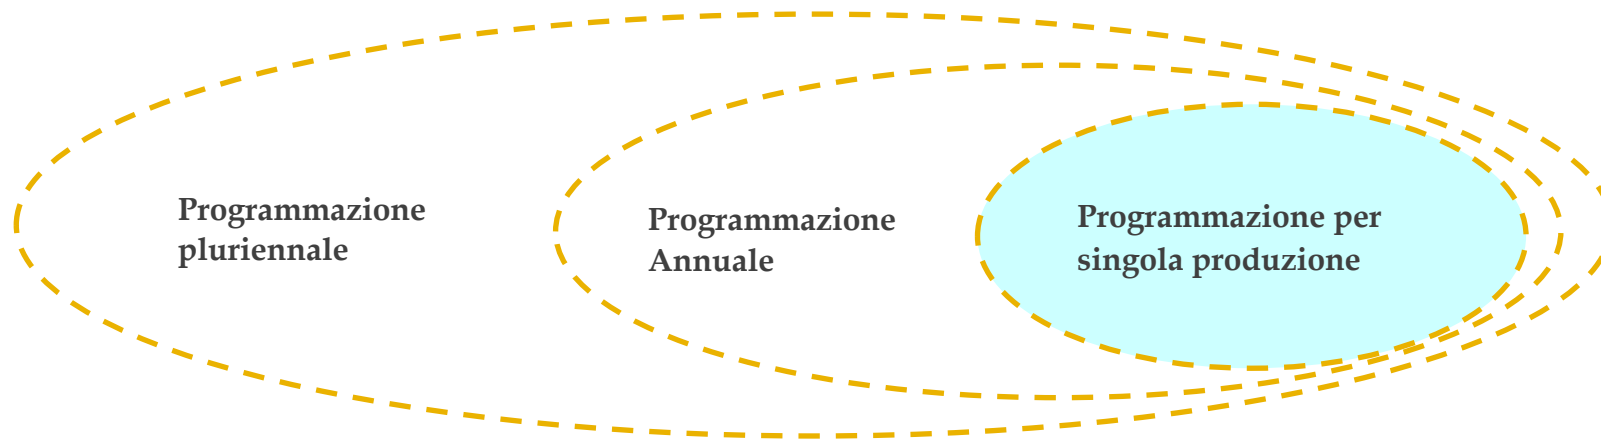 Programmazione
pluriennale
Programmazione
Annuale
Programmazione per
singola produzione